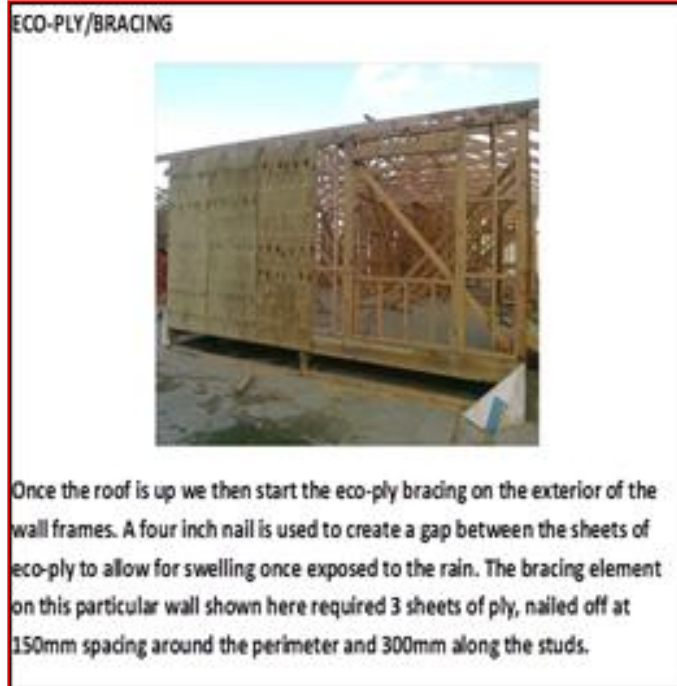 ECO-PLY/BRACING
Once the roof is up we then start the eco-ply bracing on the exterior of the
wall frames. A four inch nail is used to create a gap between the sheets of
eco-ply to allow for swelling once exposed to the rain. The bracing element
on this particular wall shown here required 3 sheets of ply, nailed off at
150mm spacing around the perimeter and 300mm along the studs.